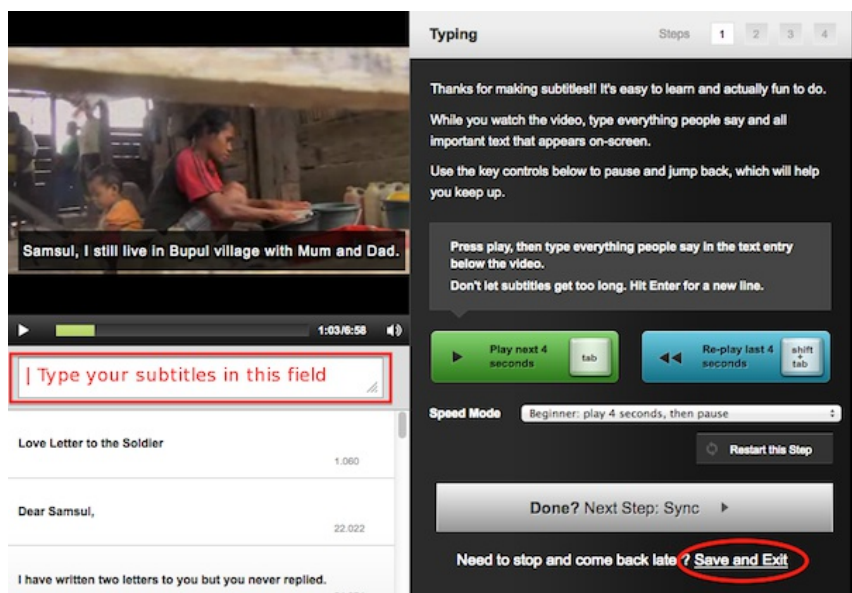 Samsul, I still live in Bupul village with Mum and Dad.
1:03/6:58
| Type your subtitles in this field
Love Letter to the Soldier
1.060
Dear Samsul,
22.022
I have written two letters to you but you never replied.
Typing
Steps 1 2 3 4
Thanks for making subtitles!! It's easy to learn and actually fun to do.
While you watch the video, type everything people say and all
important text that appears on-screen.
Use the key controls below to pause and jump back, which will help
you keep up.
Press play, then type everything people say in the text entry
below the video.
Don't let subtitles get too long. Hit Enter for a new line.
Play next 4
seconds
tab
Re-play last 4
seconds
shift
+
tab
Speed Mode Beginner: play 4 seconds, then pause
Restart this Step
Done? Next Step: Sync
Need to stop and come back later? Save and Exit